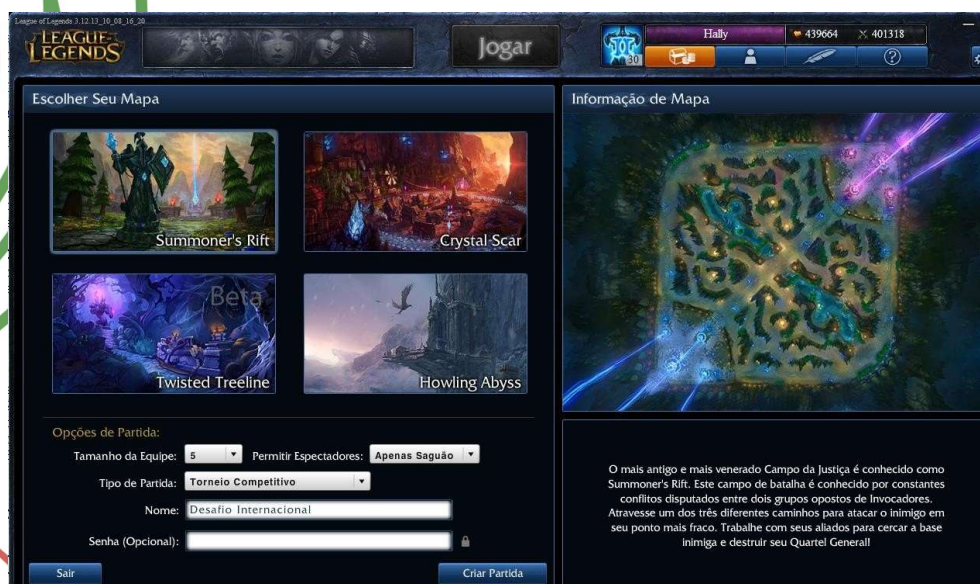 League of Legends 3.12.13_10_08_16_20
LEAGUE of LEGENDS
Jogar
30
Hally
439664
401318
?
Escolher Seu Mapa
Summoner's Rift
Crystal Scar
Beta
Twisted Treeline
Howling Abyss
Opções de Partida:
Tamanho da Equipe: 5 Permitir Espectadores: Apenas Saguão
Tipo de Partida: Torneio Competitivo
Nome: Desafio Internacional
Senha (Opcional):
Sair
Criar Partida
Informação de Mapa
O mais antigo e mais venerado Campo da Justiça é conhecido como
Summoner's Rift. Este campo de batalha é conhecido por constantes
conflitos disputados entre dois grupos opostos de Invocadores.
Atravesse um dos três diferentes caminhos para atacar o inimigo em
seu ponto mais fraco. Trabalhe com seus aliados para cercar a base
inimiga e destruir seu Quartel General!